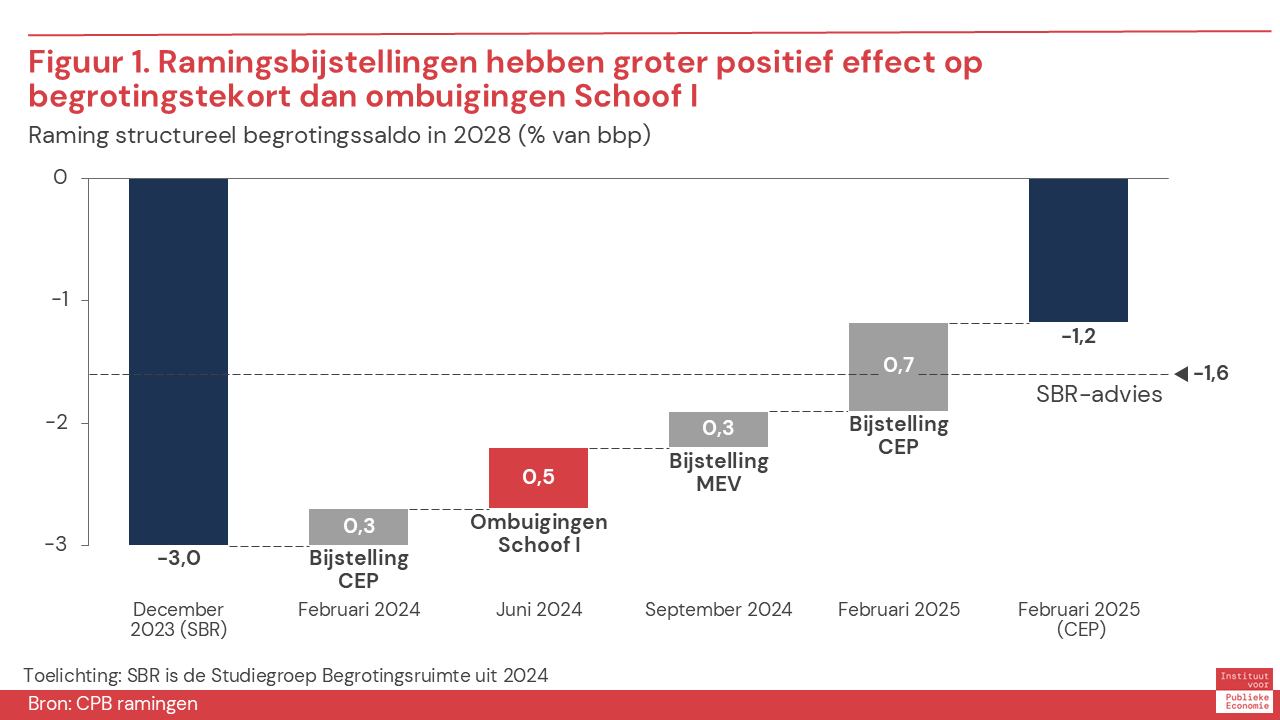 Figuur 1. Ramingsbijstellingen hebben groter positief effect op
begrotingstekort dan ombuigingen Schoof I
Raming structureel begrotingssaldo in 2028 (% van bbp)
0
-1
-2
-3
-3,0
0,3
Bijstelling
CEP
0,5
Ombuigingen
Schoof I
0,3
Bijstelling
MEV
0,7
Bijstelling
CEP
-1,2
-1,6
SBR-advies
December
2023 (SBR)
Februari 2024
Juni 2024
September 2024
Februari 2025
Februari 2025
(CEP)
Toelichting: SBR is de Studiegroep Begrotingsruimte uit 2024
Bron: CPB ramingen
Instituut
voor
Publieke
Economie